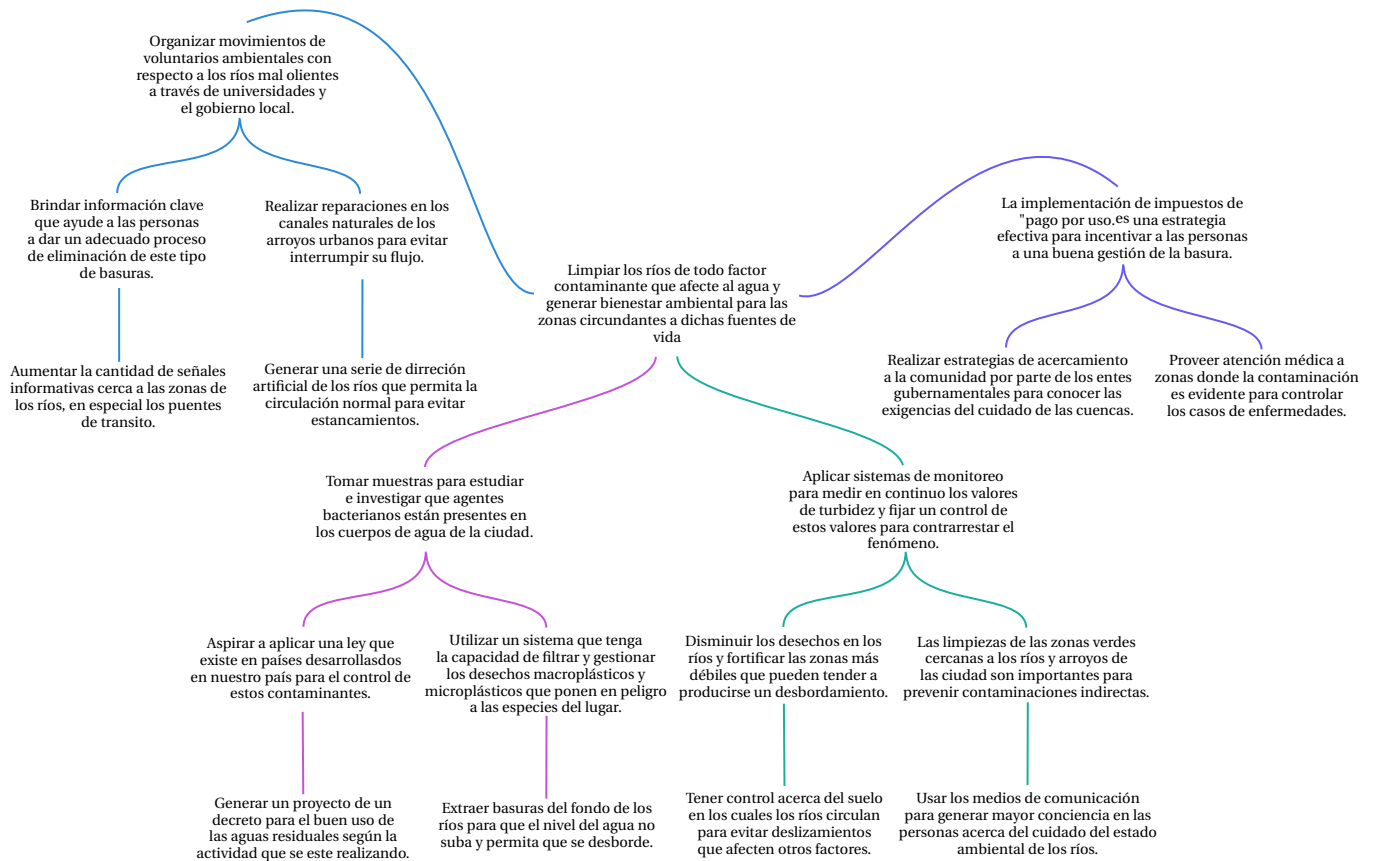 Organizar movimientos de
voluntarios ambientales con
respecto a los ríos mal olientes
a través de universidades y
el gobierno local.
Brindar información clave
que ayude a las personas
a dar un adecuado proceso
de eliminación de este tipo
de basuras.
Realizar reparaciones en los
canales naturales de los
arroyos urbanos para evitar
interrumpir su flujo.
Aumentar la cantidad de señales
informativas cerca a las zonas de
los ríos, en especial los puentes
de transito.
Generar una serie de dirreción
artificial de los ríos que permita la
circulación normal para evitar
estancamientos.
Limpiar los ríos de todo factor
contaminante que afecte al agua y
generar bienestar ambiental para las
zonas circundantes a dichas fuentes de
vida
La implementación de impuestos de
"pago por uso.es una estrategia
efectiva para incentivar a las personas
a una buena gestión de la basura.
Realizar estrategias de acercamiento
a la comunidad por parte de los entes
gubernamentales para conocer las
exigencias del cuidado de las cuencas.
Proveer atención médica a
zonas donde la contaminación
es evidente para controlar
los casos de enfermedades.
Tomar muestras para estudiar
e investigar que agentes
bacterianos están presentes en
los cuerpos de agua de la ciudad.
Aplicar sistemas de monitoreo
para medir en continuo los valores
de turbidez y fijar un control de
estos valores para contrarrestar el
fenómeno.
Aspirar a aplicar una ley que
existe en países desarrollasdos
en nuestro país para el control de
estos contaminantes.
Utilizar un sistema que tenga
la capacidad de filtrar y gestionar
los desechos macroplásticos y
microplásticos que ponen en peligro
a las especies del lugar.
Disminuir los desechos en los
ríos y fortificar las zonas más
débiles que pueden tender a
producirse un desbordamiento.
Las limpiezas de las zonas verdes
cercanas a los ríos y arroyos de
las ciudad son importantes para
prevenir contaminaciones indirectas.
Generar un proyecto de un
decreto para el buen uso de
las aguas residuales según la
actividad que se este realizando.
Extraer basuras del fondo de los
ríos para que el nivel del agua no
suba y permita que se desborde.
Tener control acerca del suelo
en los cuales los ríos circulan
para evitar deslizamientos
que afecten otros factores.
Usar los medios de comunicación
para generar mayor conciencia en las
personas acerca del cuidado del estado
ambiental de los ríos.